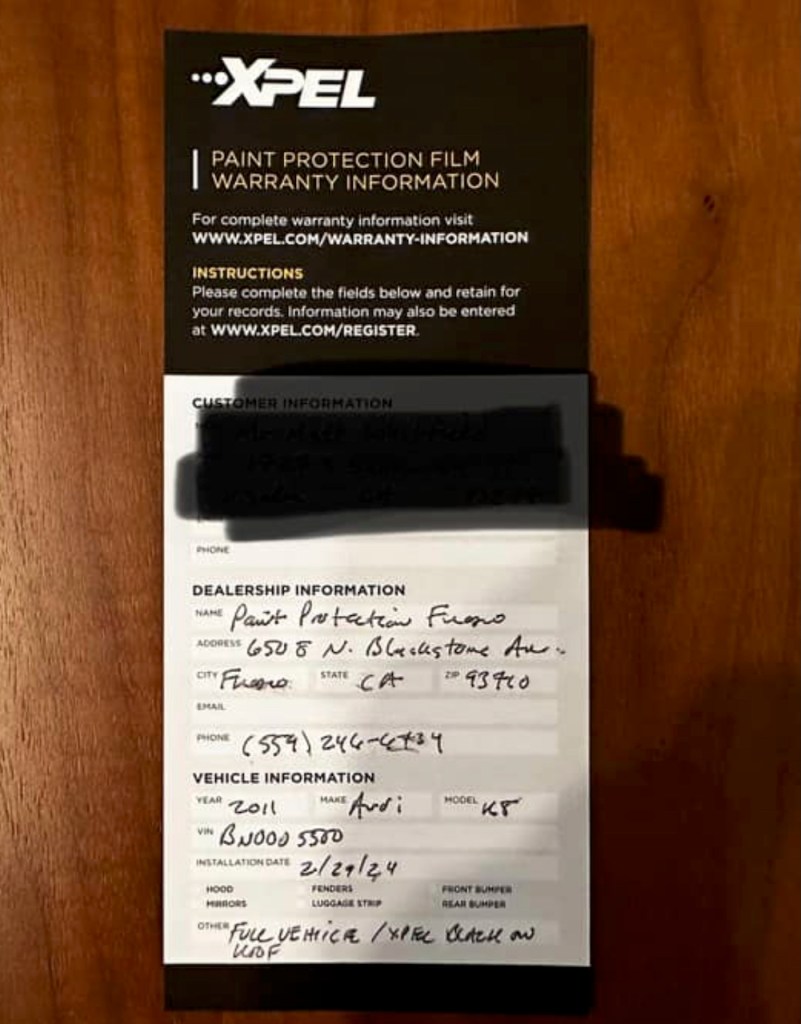 XPEL
PAINT PROTECTION FILM
WARRANTY INFORMATION
For complete warranty information visit
WWW.XPEL.COM/WARRANTY-INFORMATION
INSTRUCTIONS
Please complete the fields below and retain for
your records. Information may also be entered
at WWW.XPEL.COM/REGISTER.
CUSTOMER INFORMATION
PHONE
DEALERSHIP INFORMATION
NAME Paint Protection Fresno
ADDRESS 6508 N. Blackstone Ave.
CITY Fresno STATE CA ZIP 93710
EMAIL
PHONE (559)
VEHICLE INFORMATION
YEAR 2011 MAKE Audi MODEL R8
VIN BN000 5500
INSTALLATION DATE 2/29/24
HOOD FENDERS FRONT BUMPER
MIRRORS LUGGAGE STRIP REAR BUMPER
OTHER FULL VEHICLE / XPEL BLACK ON
ROOF